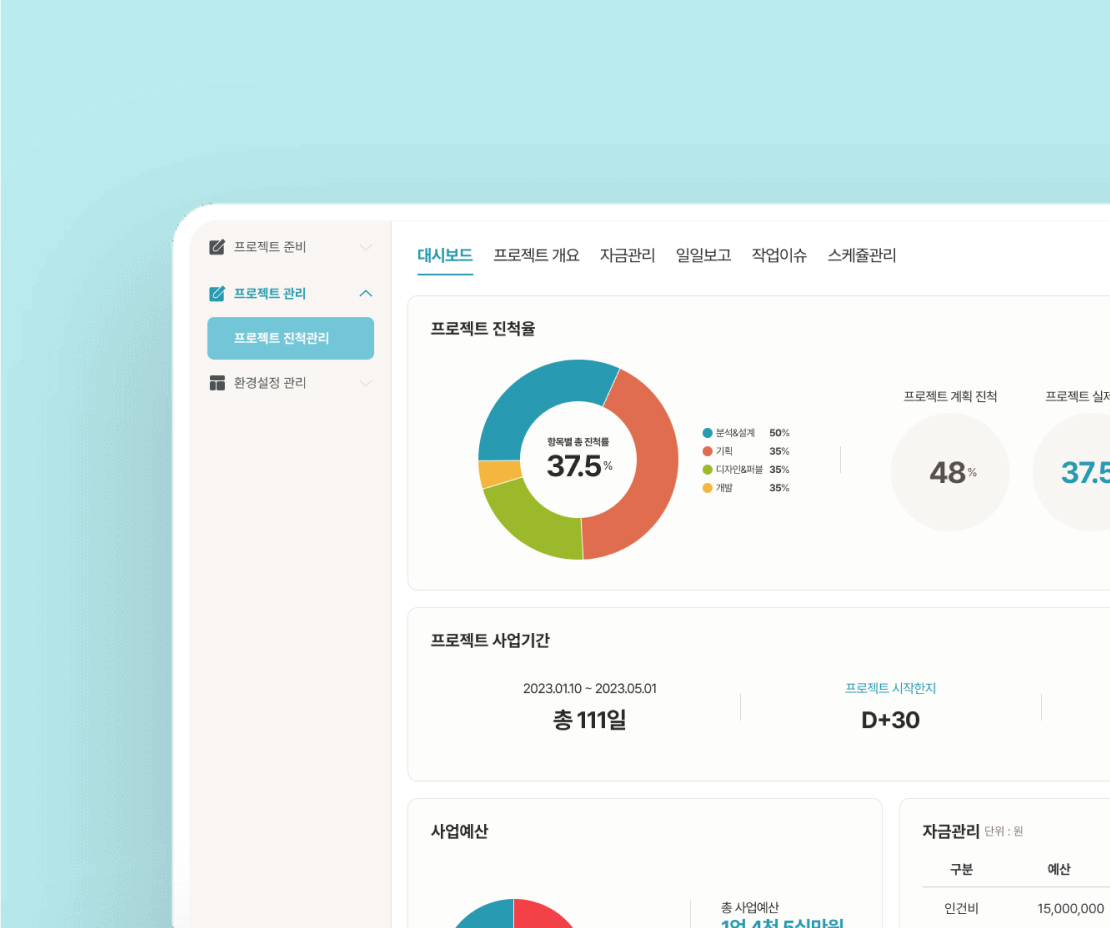 프로젝트 준비
프로젝트 관리
프로젝트 진척관리
환경설정 관리
대시보드 프로젝트 개요 자금관리 일일보고 작업이슈 스케쥴관리
프로젝트 진척율
항목별 총 진척률
37.5%
분석&설계 50%
기획 35%
디자인&퍼블 35%
개발 35%
프로젝트 계획 진척
48%
프로젝트 실제
37.5
프로젝트 사업기간
2023.01.10 ~ 2023.05.01
총 111일
프로젝트 시작한지
D+30
사업예산
총 사업예산
1억 4천 5십만원
자금관리 단위 : 원
구분 예산
인건비 15,000,000